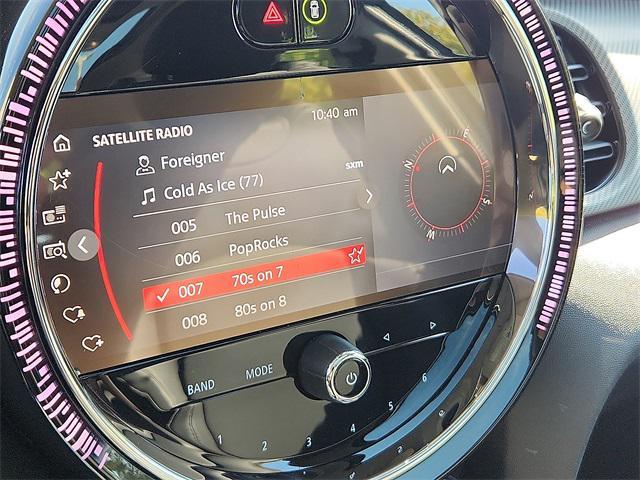 10:40 am
SATELLITE RADIO
Foreigner
sxm
Cold As Ice (77)
005 The Pulse
006 PopRocks
007 70s on 7
008 80s on 8
N E S W
BAND MODE
1 2 3 4 5 6